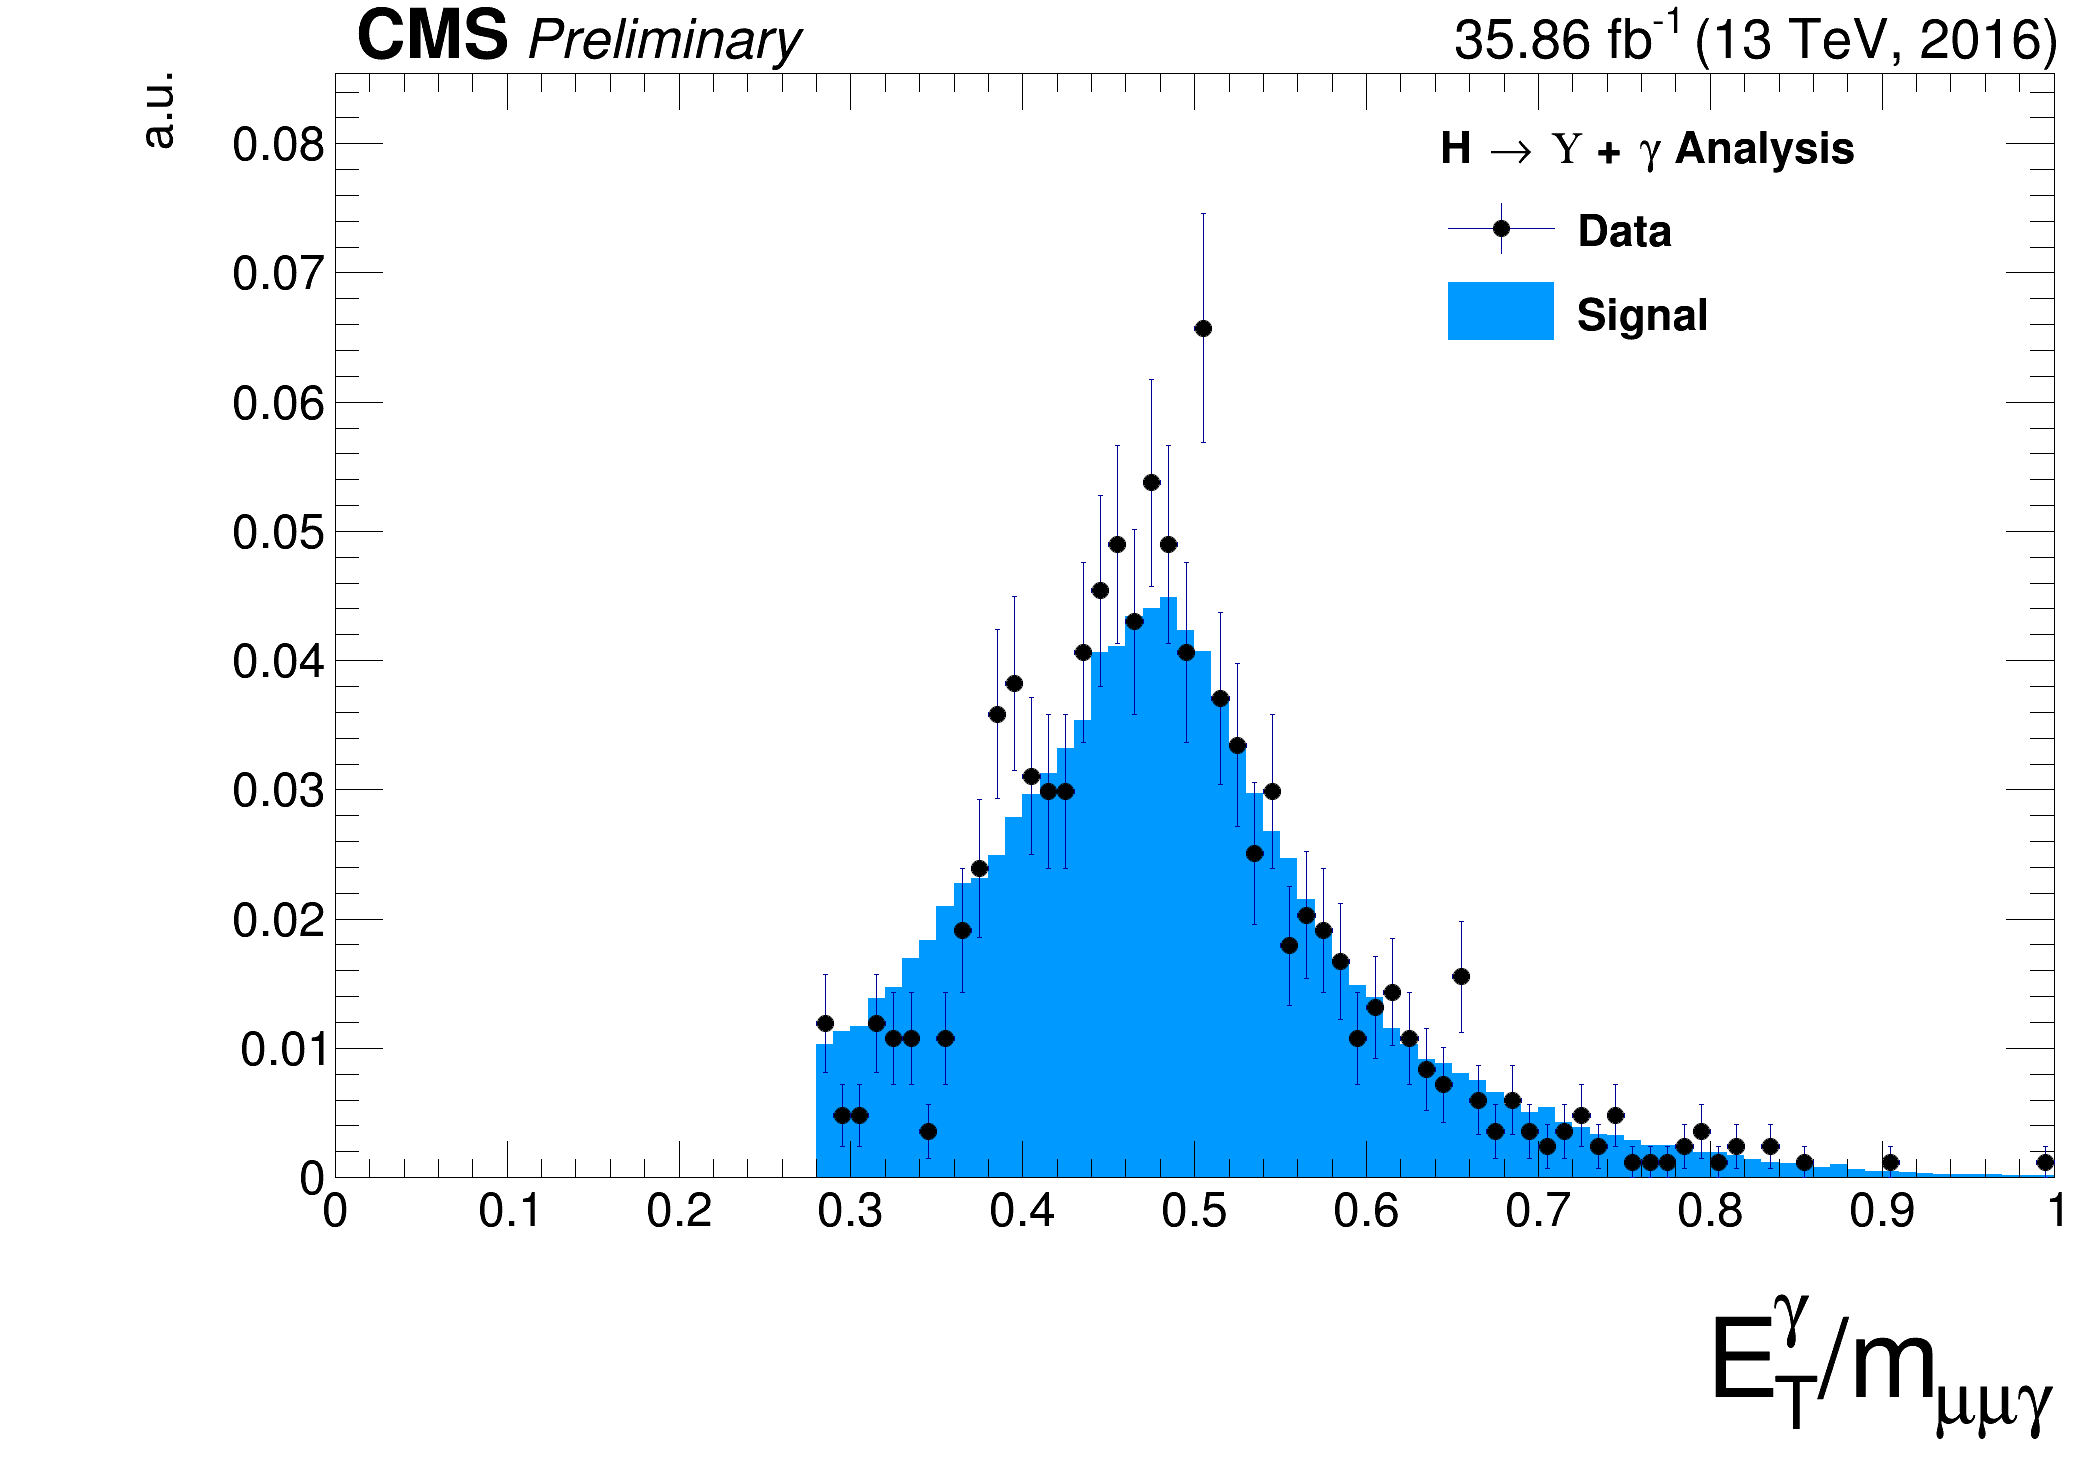 CMS Preliminary
35.86 fb⁻¹ (13 TeV, 2016)
a.u.
H → Υ + γ Analysis
Data
Signal
0.08
0.07
0.06
0.05
0.04
0.03
0.02
0.01
0
0 0.1 0.2 0.3 0.4 0.5 0.6 0.7 0.8 0.9 1
E_T^γ/m_μμγ